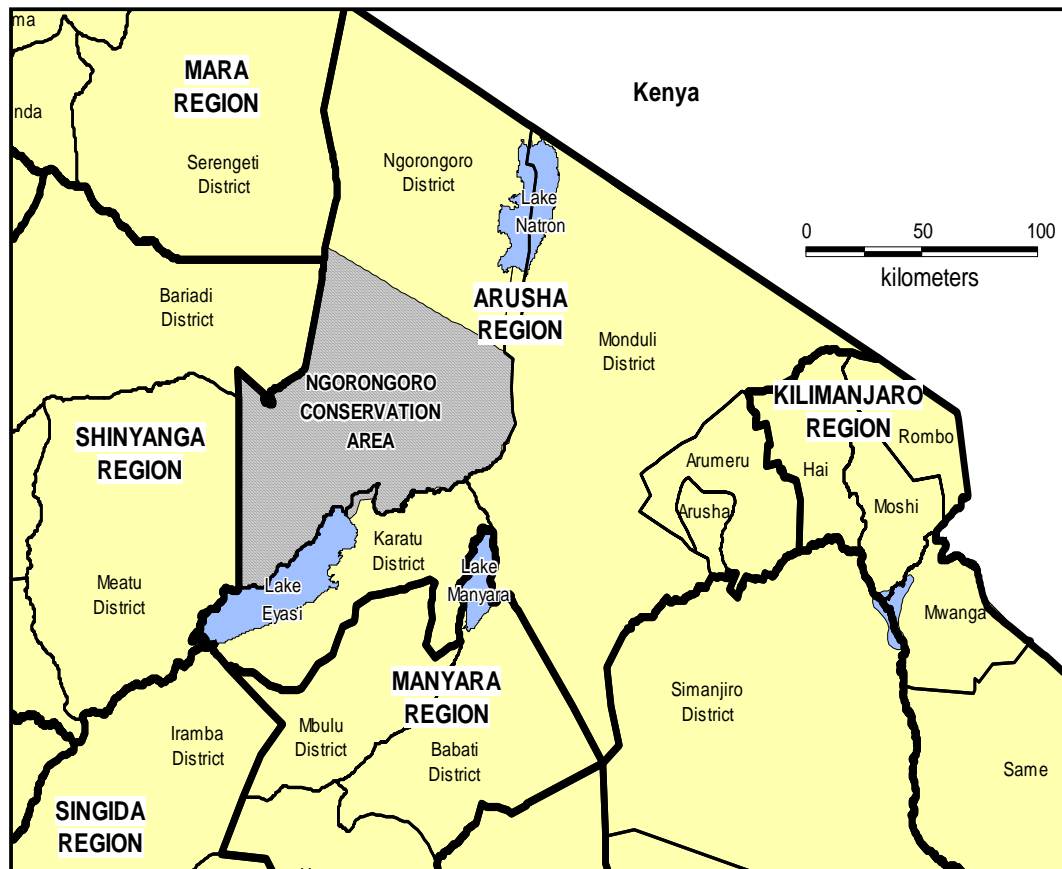 ma
MARA
REGION
Kenya
nda
Serengeti
District
Ngorongoro
District
Lake
Natron
0 50 100
kilometers
Bariadi
District
ARUSHA
REGION
Monduli
District
NGORONGORO
CONSERVATION
AREA
KILIMANJARO
REGION
SHINYANGA
REGION
Rombo
Arumeru
Hai
Moshi
Arusha
Karatu
District
Lake
Manyara
Meatu
District
Lake
Eyasi
Mwanga
MANYARA
REGION
Simanjiro
District
Iramba
District
Mbulu
District
Babati
District
Same
SINGIDA
REGION